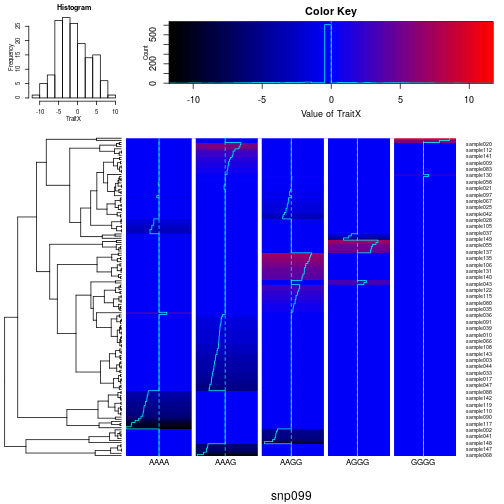 Histogram
Frequency
0 5 10 15 20 25
-10 -5 0 5 10
TraitX
Color Key
Count
0 200 500
-10 -5 0 5 10
Value of TraitX
sample020
sample112
sample141
sample009
sample083
sample130
sample056
sample021
sample097
sample067
sample025
sample042
sample028
sample105
sample037
sample149
sample055
sample137
sample135
sample106
sample131
sample140
sample043
sample122
sample115
sample080
sample035
sample036
sample091
sample039
sample010
sample066
sample108
sample143
sample003
sample044
sample033
sample017
sample047
sample088
sample142
sample119
sample110
sample090
sample117
sample002
sample041
sample148
sample147
sample068
AAAA AAAG AAGG AGGG GGGG
snp099